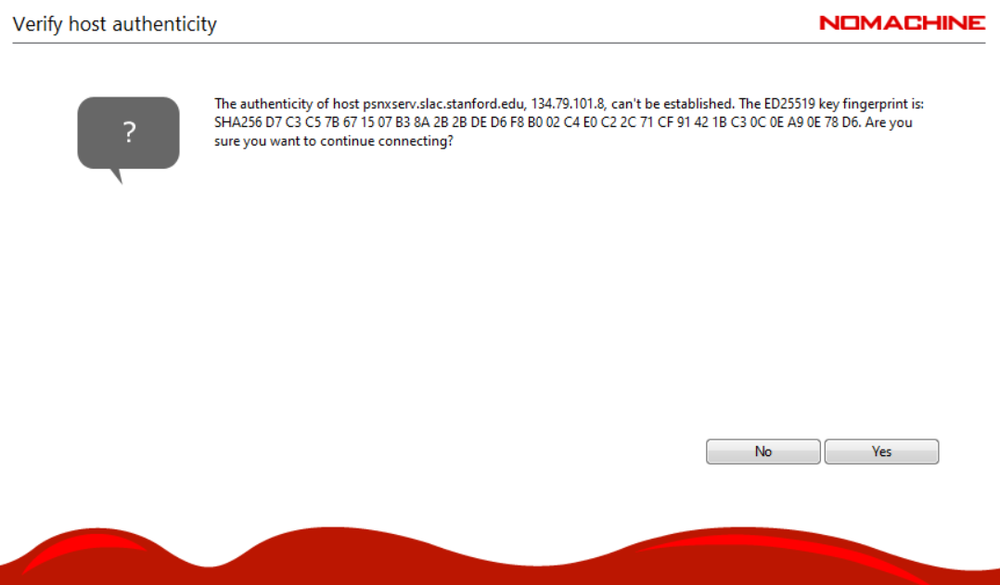 Verify host authenticity
NOMACHINE
?
The authenticity of host psnxserv.slac.stanford.edu, 134.79.101.8, can't be established. The ED25519 key fingerprint is:
SHA256 D7 C3 C5 7B 67 15 07 B3 8A 2B 2B DE D6 F8 B0 02 C4 E0 C2 2C 71 CF 91 42 1B C3 0C 0E A9 0E 78 D6. Are you
sure you want to continue connecting?
No
Yes